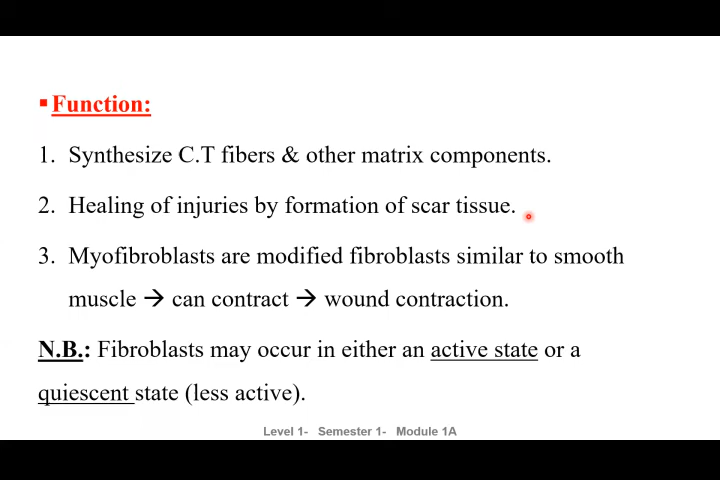 ▪ Function:
1. Synthesize C.T fibers & other matrix components.
2. Healing of injuries by formation of scar tissue.
3. Myofibroblasts are modified fibroblasts similar to smooth
muscle → can contract → wound contraction.
N.B.: Fibroblasts may occur in either an active state or a
quiescent state (less active).
Level 1- Semester 1- Module 1A